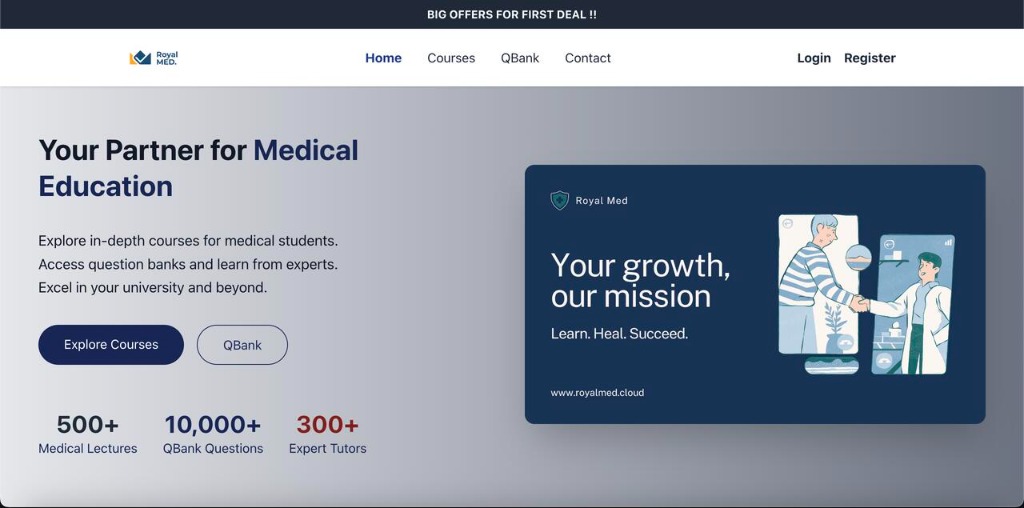 BIG OFFERS FOR FIRST DEAL !!
Royal
MED.
Home
Courses
QBank
Contact
Login
Register
Your Partner for Medical
Education
Explore in-depth courses for medical students.
Access question banks and learn from experts.
Excel in your university and beyond.
Explore Courses
QBank
500+
Medical Lectures
10,000+
QBank Questions
300+
Expert Tutors
Royal Med
Your growth,
our mission
Learn. Heal. Succeed.
www.royalmed.cloud